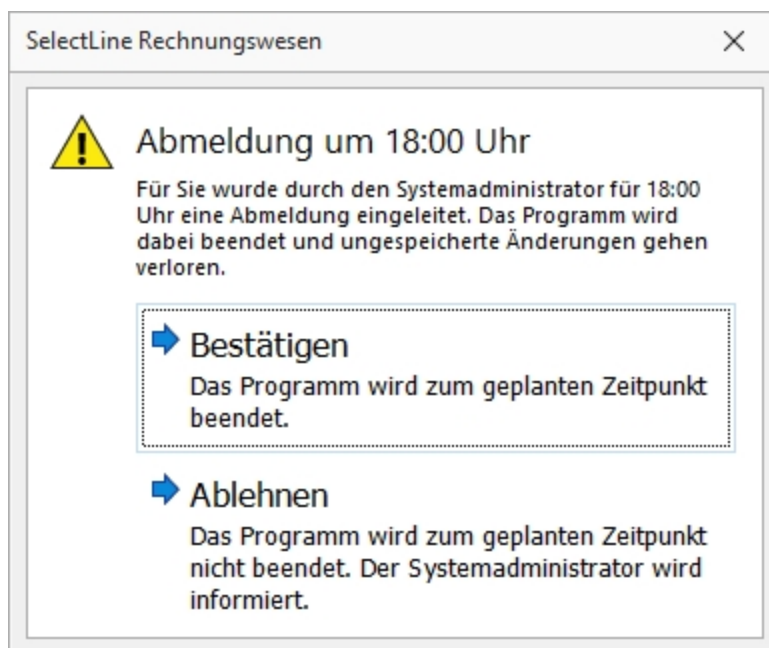 SelectLine Rechnungswesen
Abmeldung um 18:00 Uhr
Für Sie wurde durch den Systemadministrator für 18:00
Uhr eine Abmeldung eingeleitet. Das Programm wird
dabei beendet und ungespeicherte Änderungen gehen
verloren.
Bestätigen
Das Programm wird zum geplanten Zeitpunkt
beendet.
Ablehnen
Das Programm wird zum geplanten Zeitpunkt
nicht beendet. Der Systemadministrator wird
informiert.